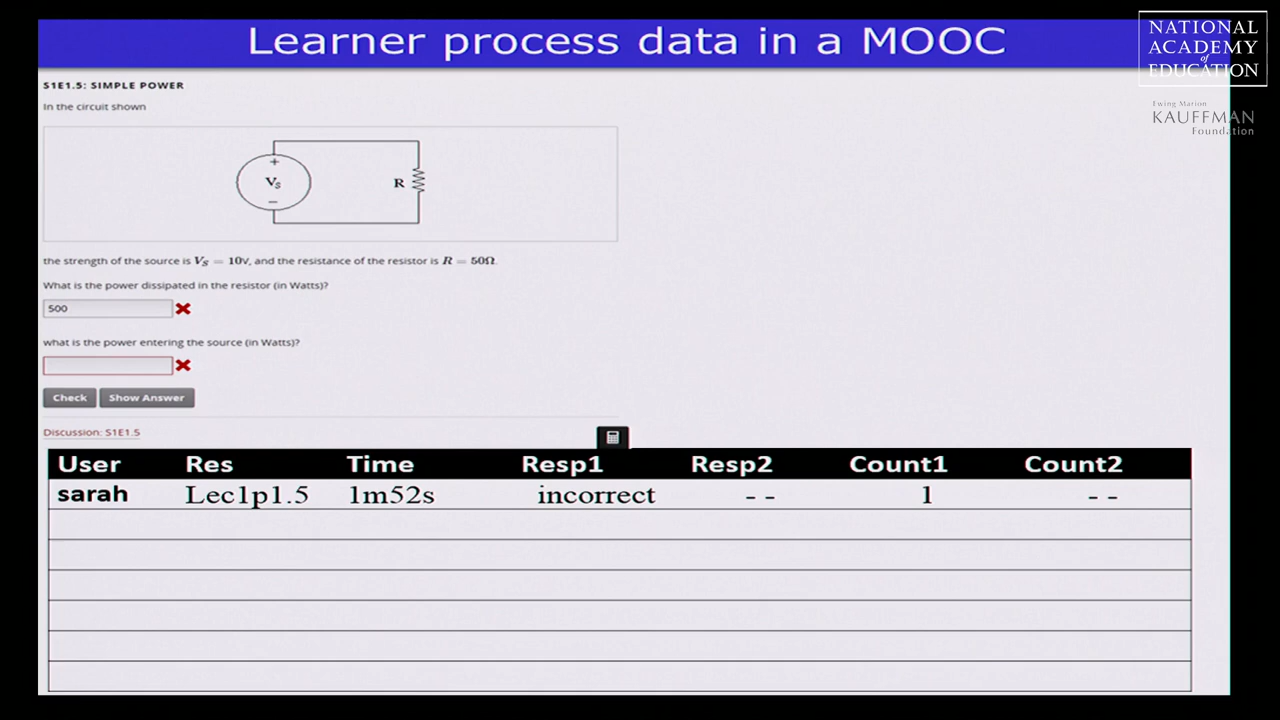 Learner process data in a MOOC
NATIONAL
ACADEMY
of
EDUCATION
Ewing Marion
KAUFFMAN
Foundation
S1E1.5: SIMPLE POWER
In the circuit shown
+
Vs
−
R
the strength of the source is Vs = 10V, and the resistance of the resistor is R = 50Ω.
What is the power dissipated in the resistor (in Watts)?
500
what is the power entering the source (in Watts)?
Check Show Answer
Discussion: S1E1.5
User Res Time Resp1 Resp2 Count1 Count2
sarah Lec1p1.5 1m52s incorrect - - 1 - -